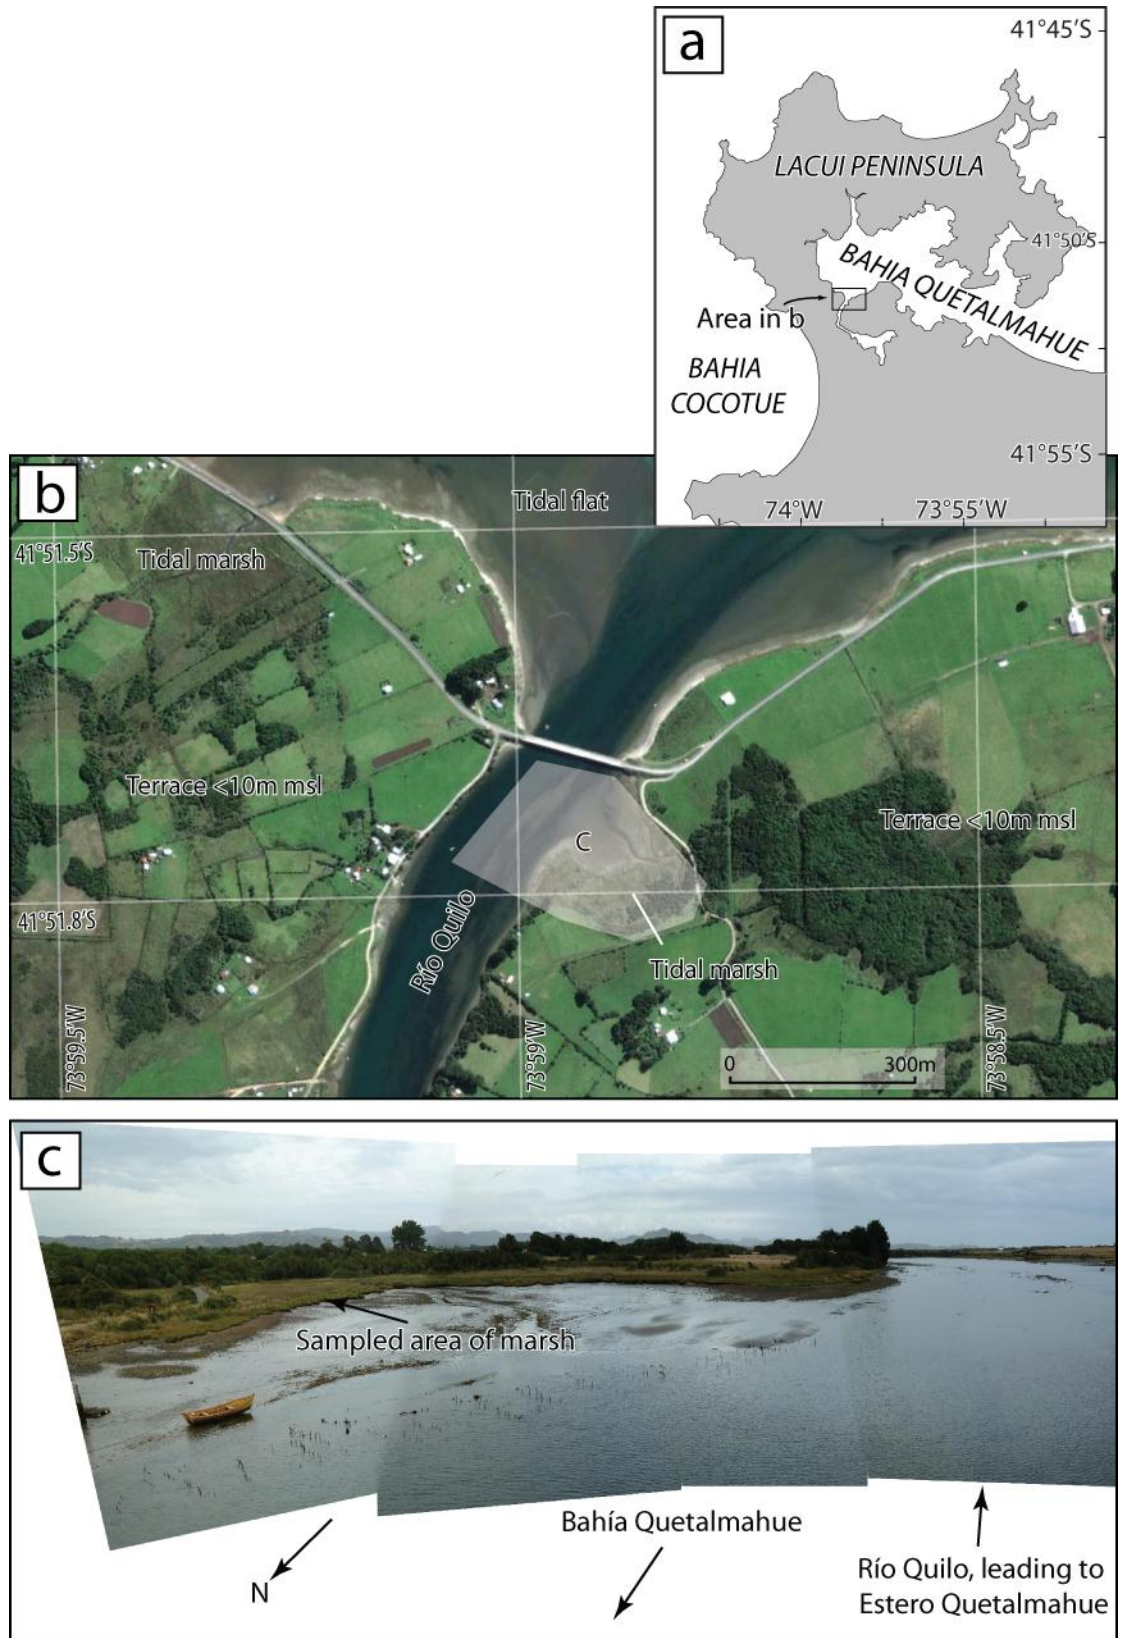 a
41°45'S
LACUI PENINSULA
41°50'S
BAHIA QUETALMAHUE
Area in b
BAHIA
COCOTUE
41°55'S
74°W
73°55'W
b
Tidal flat
41°51.5'S
Tidal marsh
Terrace <10m msl
Terrace <10m msl
C
41°51.8'S
Río Quilo
Tidal marsh
73°59.5'W
73°59'W
73°58.5'W
0
300m
c
Sampled area of marsh
Bahía Quetalmahue
N
Río Quilo, leading to
Estero Quetalmahue